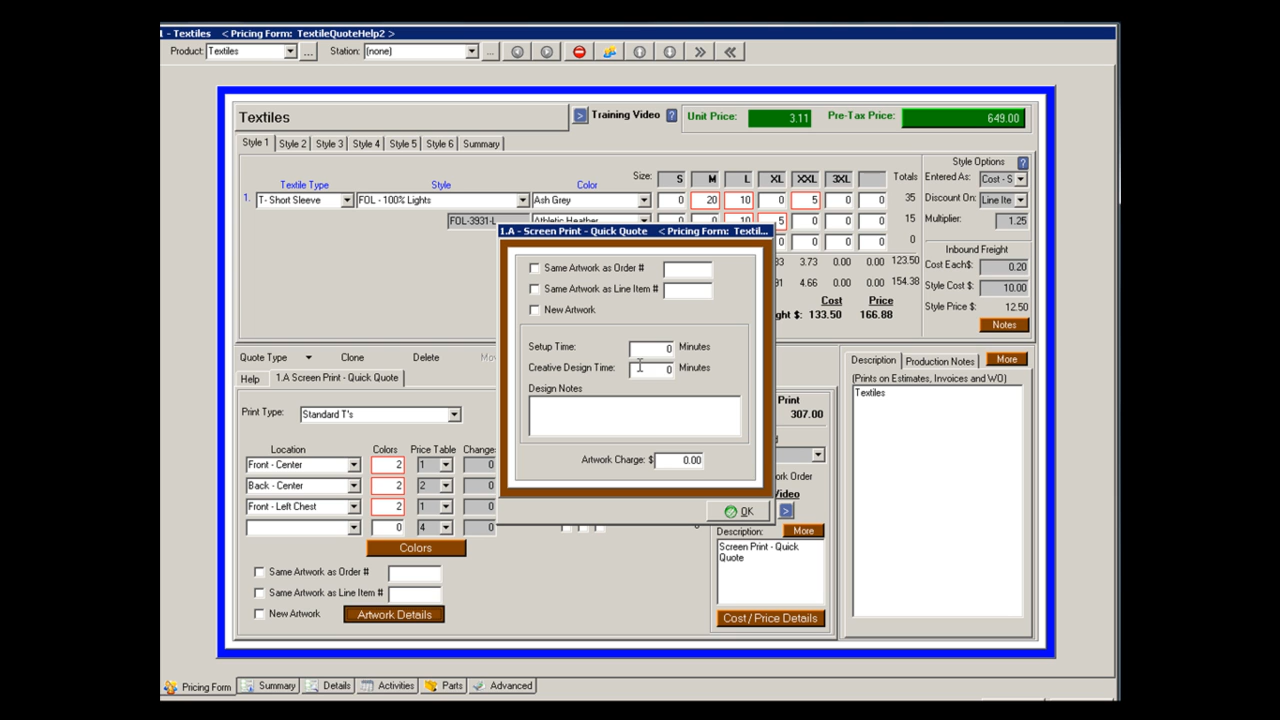 1 - Textiles < Pricing Form: TextileQuoteHelp2 >
Product: Textiles ... Station: (none) ...
Textiles
> Training Video ? Unit Price: 3.11 Pre-Tax Price: 649.00
Style 1 Style 2 Style 3 Style 4 Style 5 Style 6 Summary
Style Options ?
Size: S M L XL XXL 3XL Totals Entered As: Cost - S
Textile Type Style Color
1. T- Short Sleeve FOL - 100% Lights Ash Grey 0 20 10 0 5 0 0 35 Discount On: Line Ite
FOL-3931-L Athletic Heather 0 0 10 5 0 0 0 15 Multiplier: 1.25
0 0 0 0
Inbound Freight
3.73 0.00 0.00 123.50 Cost Each$: 0.20
4.66 0.00 0.00 154.38 Style Cost $: 10.00
Cost Price Style Price $: 12.50
ght $: 133.50 166.88 Notes
1.A - Screen Print - Quick Quote < Pricing Form: Textil...
Same Artwork as Order #
Same Artwork as Line Item #
New Artwork
Setup Time: 0 Minutes
Creative Design Time: 0 Minutes
Design Notes
Artwork Charge: $ 0.00
OK
Quote Type Clone Delete
Help 1.A Screen Print - Quick Quote
Print Type: Standard T's
Location Colors Price Table Change
Front - Center 2 1 0
Back - Center 2 2 0
Front - Left Chest 2 1 0
0 4 0
Colors
Same Artwork as Order #
Same Artwork as Line Item #
New Artwork Artwork Details
Print
307.00
ork Order
Video
>
Description: More
Screen Print - Quick
Quote
Cost / Price Details
Description Production Notes More
(Prints on Estimates, Invoices and WO)
Textiles
Pricing Form Summary Details Activities Parts Advanced